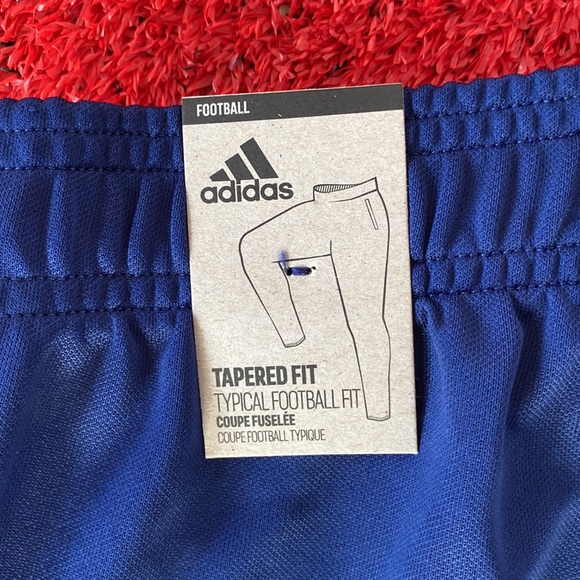 FOOTBALL
adidas
TAPERED FIT
TYPICAL FOOTBALL FIT
COUPE FUSELÉE
COUPE FOOTBALL TYPIQUE